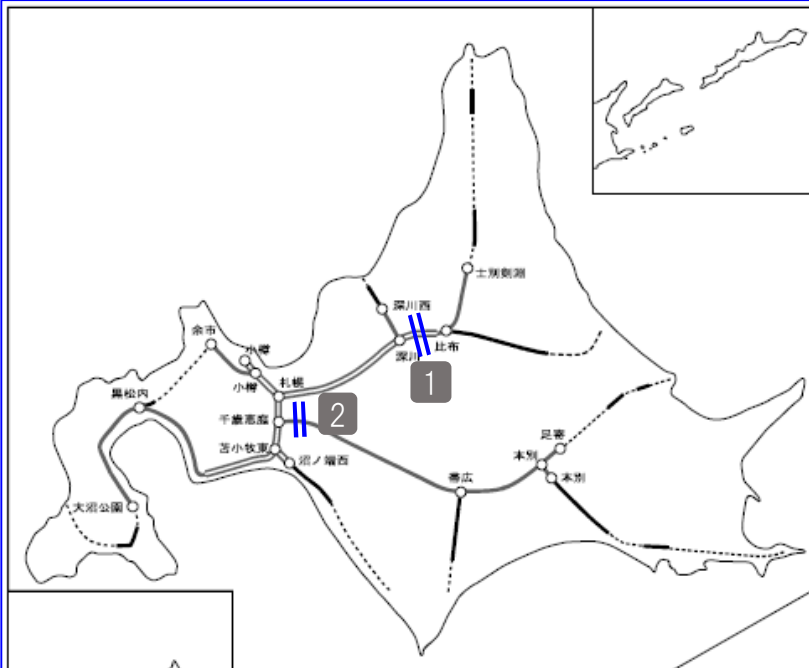 士別剣淵
深川西
余市
小樽
深川
比布
小樽
札幌
1
黒松内
千歳恵庭
2
足寄
苫小牧東
沼ノ端西
本別
帯広
本別
大沼公園